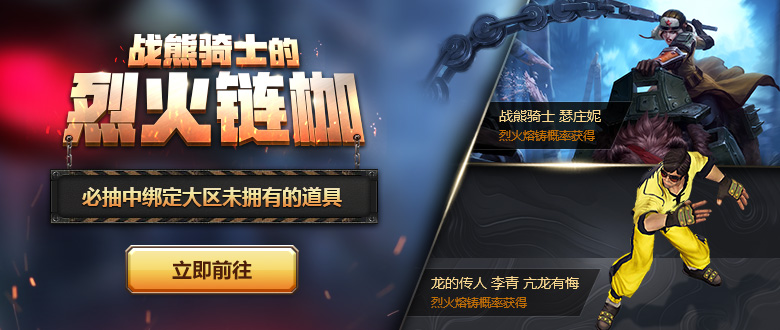 战熊骑士的
烈火链枷
必抽中绑定大区未拥有的道具
立即前往
战熊骑士 瑟庄妮
烈火熔铸概率获得
龙的传人 李青 亢龙有悔
烈火熔铸概率获得